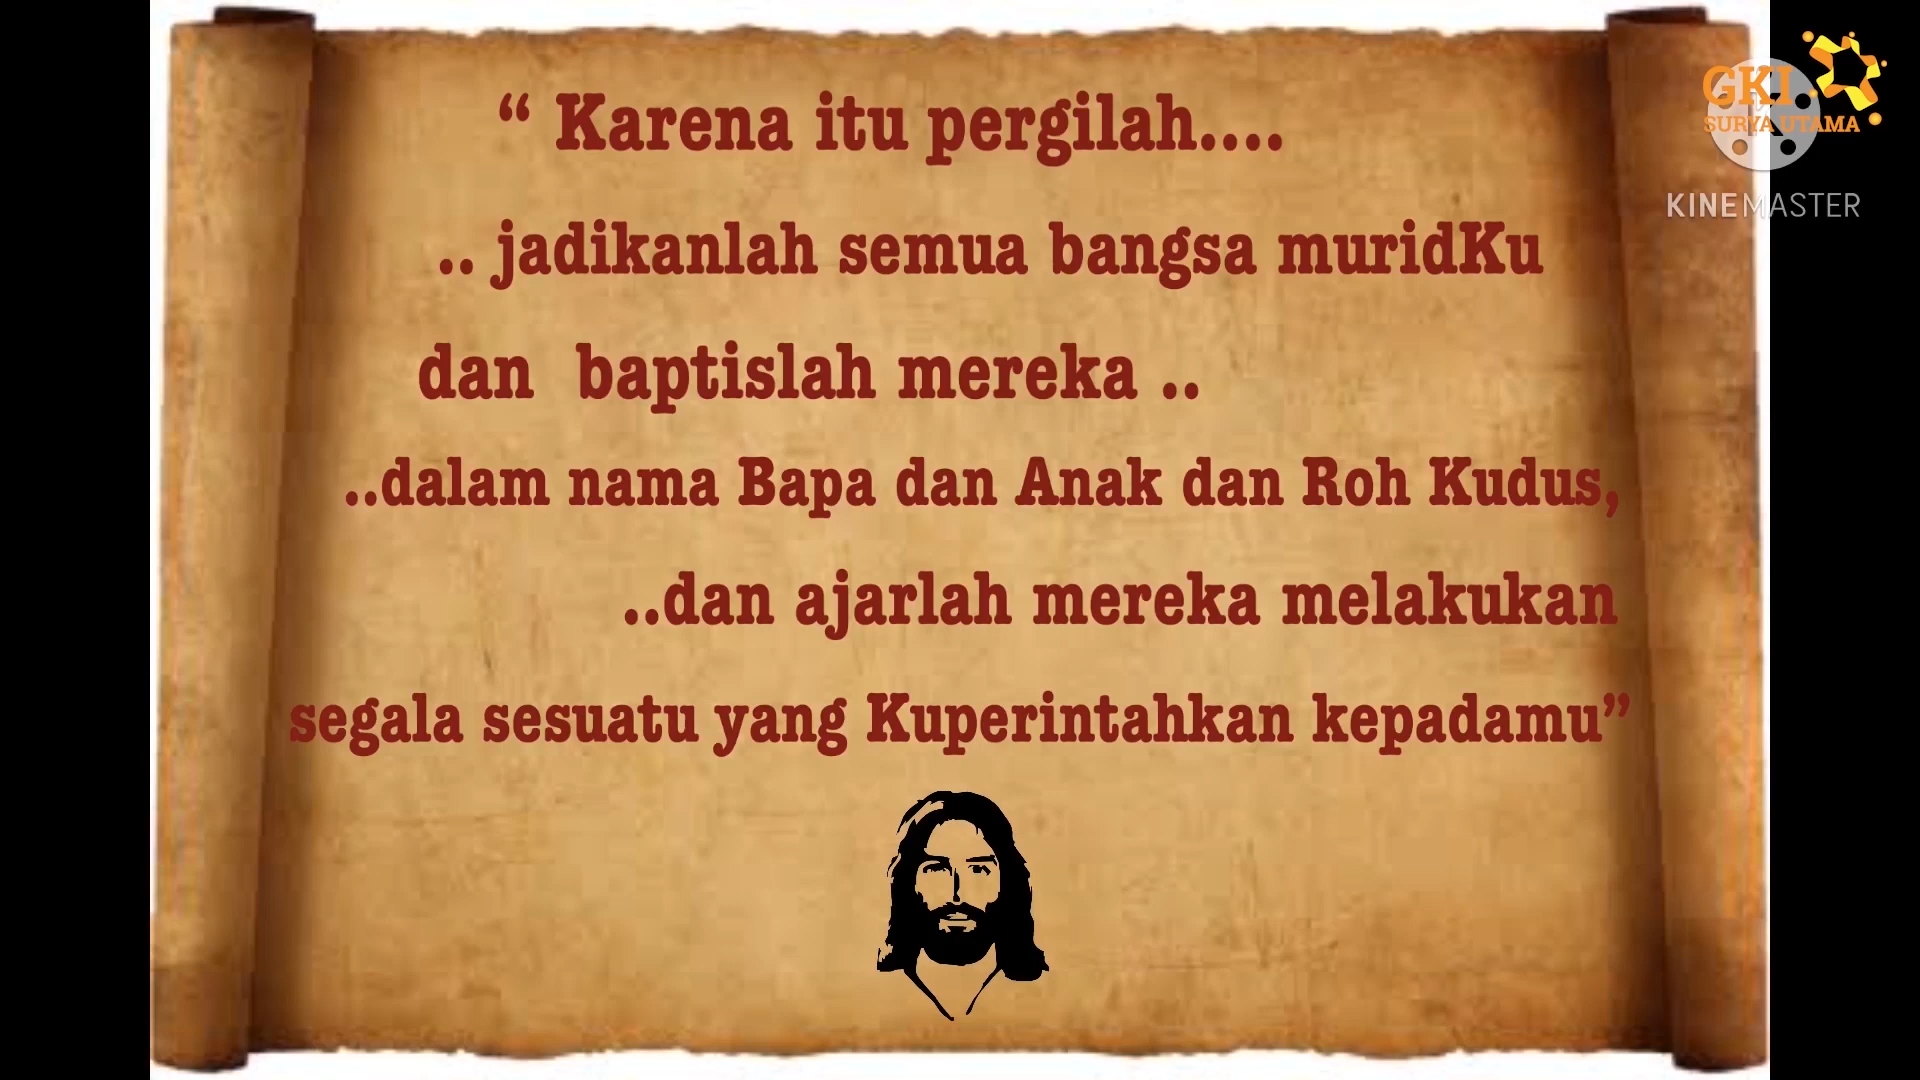 “ Karena itu pergilah....
.. jadikanlah semua bangsa muridKu
dan baptislah mereka ..
..dalam nama Bapa dan Anak dan Roh Kudus,
..dan ajarlah mereka melakukan
segala sesuatu yang Kuperintahkan kepadamu”
GKI
SURYA UTAMA
K
KINEMASTER